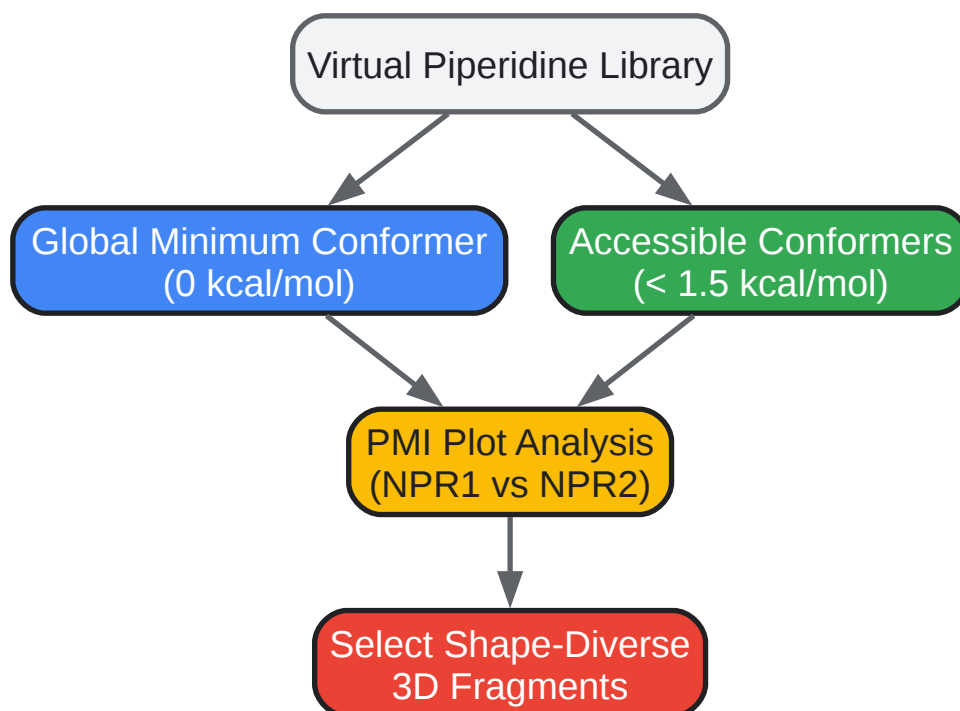 Virtual Piperidine Library
Global Minimum Conformer
(0 kcal/mol)
Accessible Conformers
(< 1.5 kcal/mol)
PMI Plot Analysis
(NPR1 vs NPR2)
Select Shape-Diverse
3D Fragments